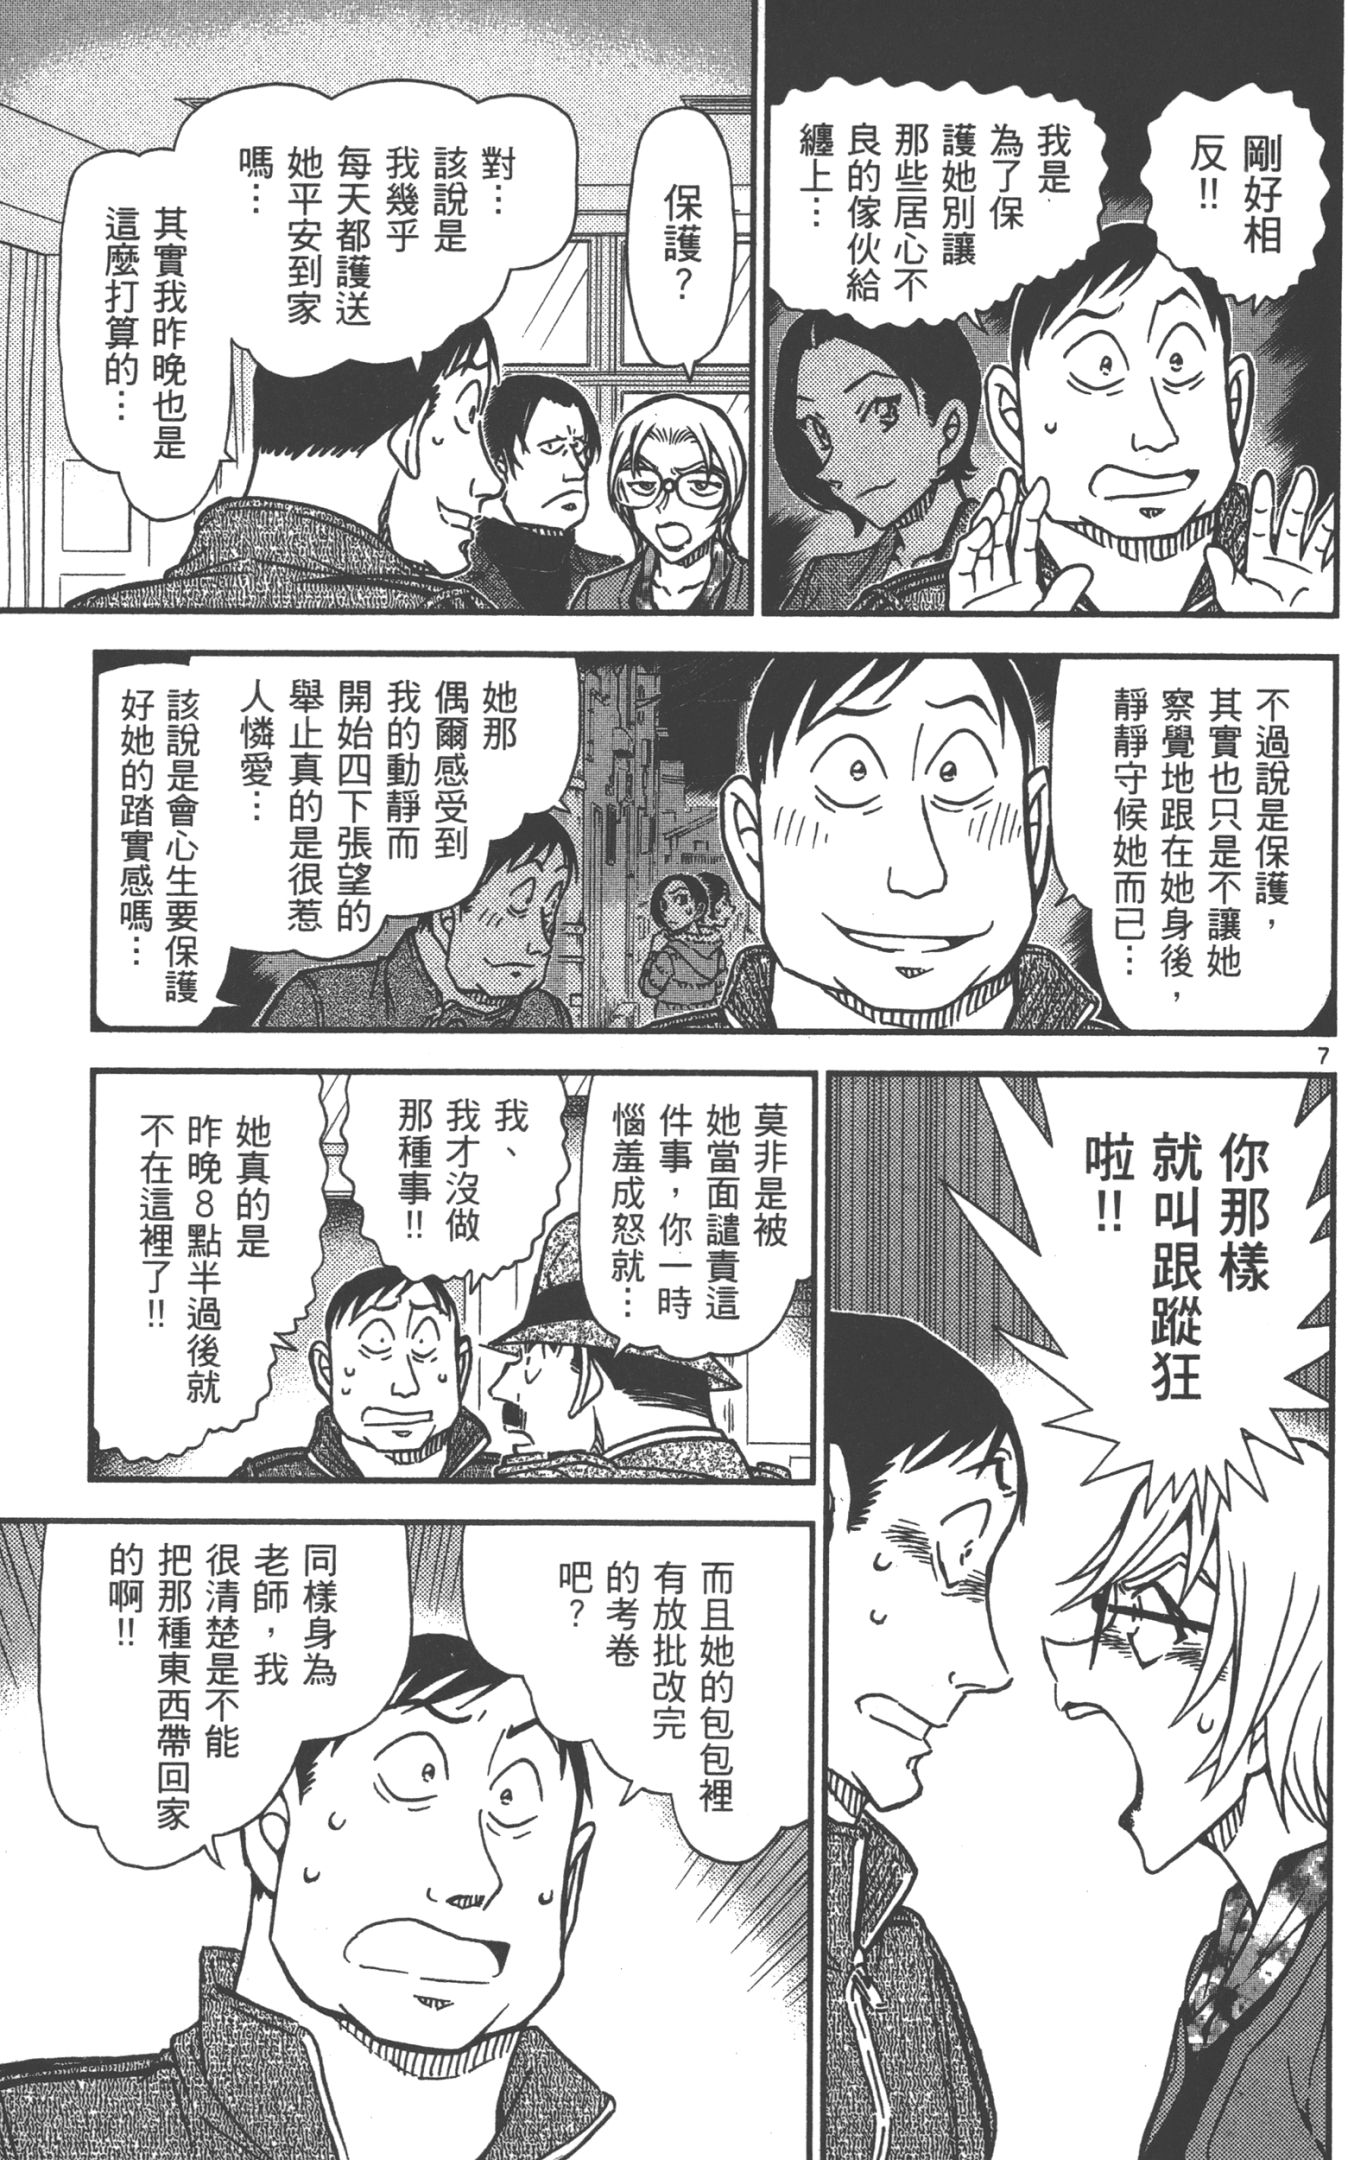 剛好相
反!!
我是
為了保
護她別讓
那些居心不
良的傢伙給
纏上…
保護？
對…
該說是
我幾乎
每天都護送
她平安到家
嗎…
其實我昨晚也是
這麼打算的…
不過說是保護，
其實也只是不讓她
察覺地跟在她身後，
靜靜守候她而已…
她那
偶爾感受到
我的動靜而
開始四下張望的
舉止真的是很惹
人憐愛…
該說是會心生要保護
好她的踏實感嗎…
7
你那樣
就叫跟蹤狂
啦!!
莫非是被
她當面譴責這
件事，你一時
惱羞成怒就…
我、
我才沒做
那種事!!
她真的是
昨晚8點半過後就
不在這裡了!!
而且她的包包裡
有放批改完
的考卷
吧？
同樣身為
老師，我
很清楚是不能
把那種東西帶回家
的啊!!